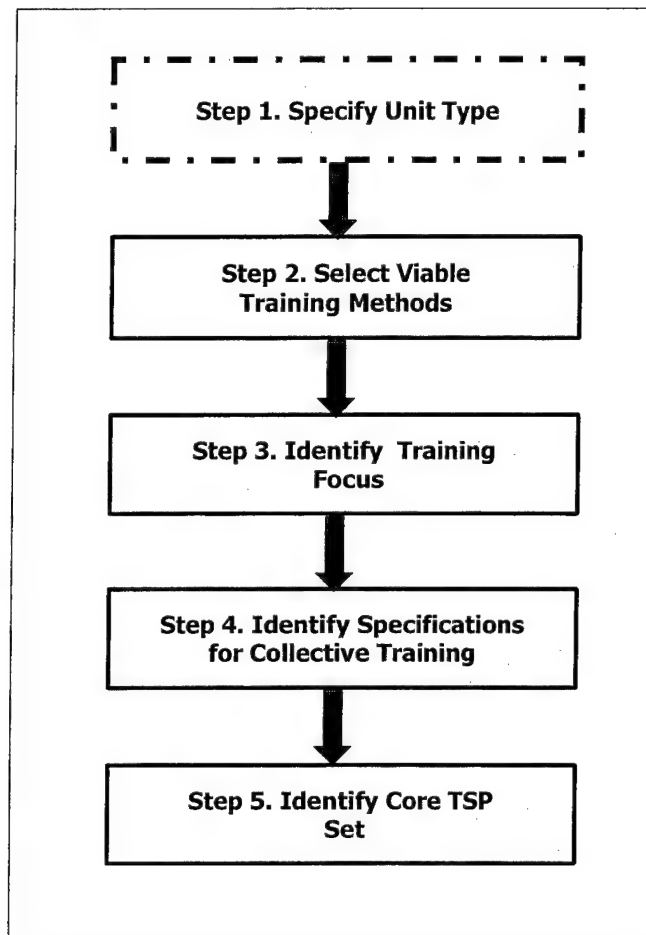 Step 1. Specify Unit Type
Step 2. Select Viable
Training Methods
Step 3. Identify Training
Focus
Step 4. Identify Specifications
for Collective Training
Step 5. Identify Core TSP
Set